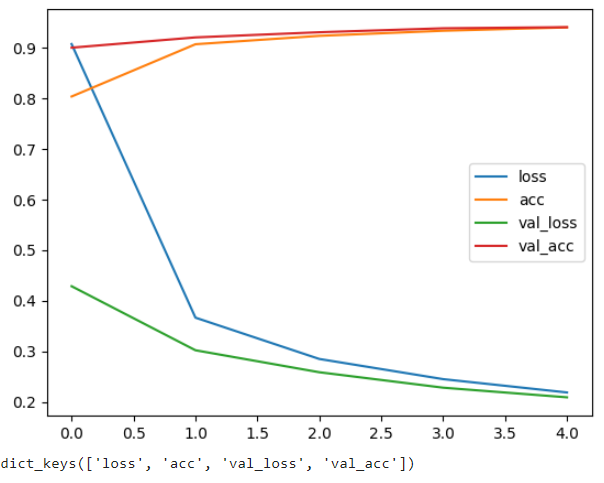 0.9
0.8
0.7
0.6
0.5
0.4
0.3
0.2
loss
acc
val_loss
val_acc
0.0 0.5 1.0 1.5 2.0 2.5 3.0 3.5 4.0
dict_keys(['loss', 'acc', 'val_loss', 'val_acc'])